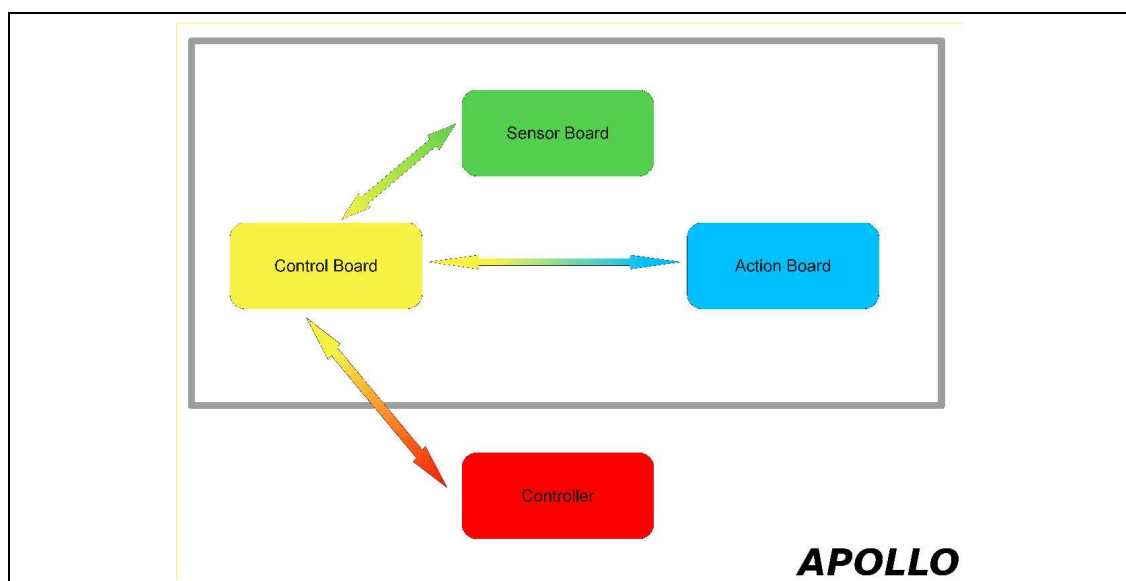 Sensor Board
Control Board
Action Board
Controller
APOLLO